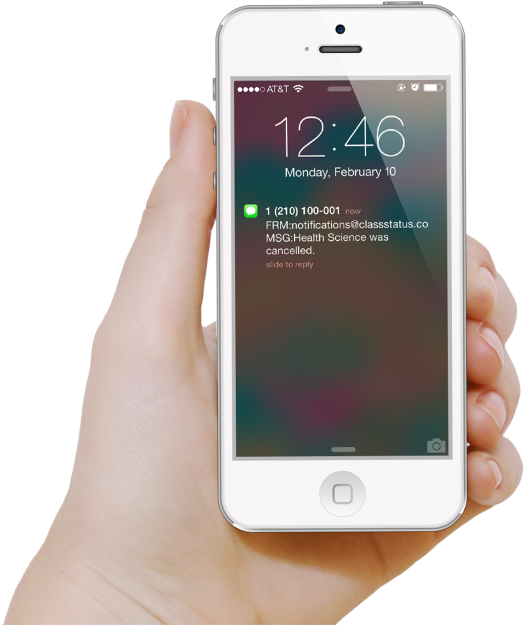 AT&T
12:46
Monday, February 10
1 (210) 100-001 now
FRM:notifications@classstatus.co
MSG:Health Science was
cancelled.
slide to reply